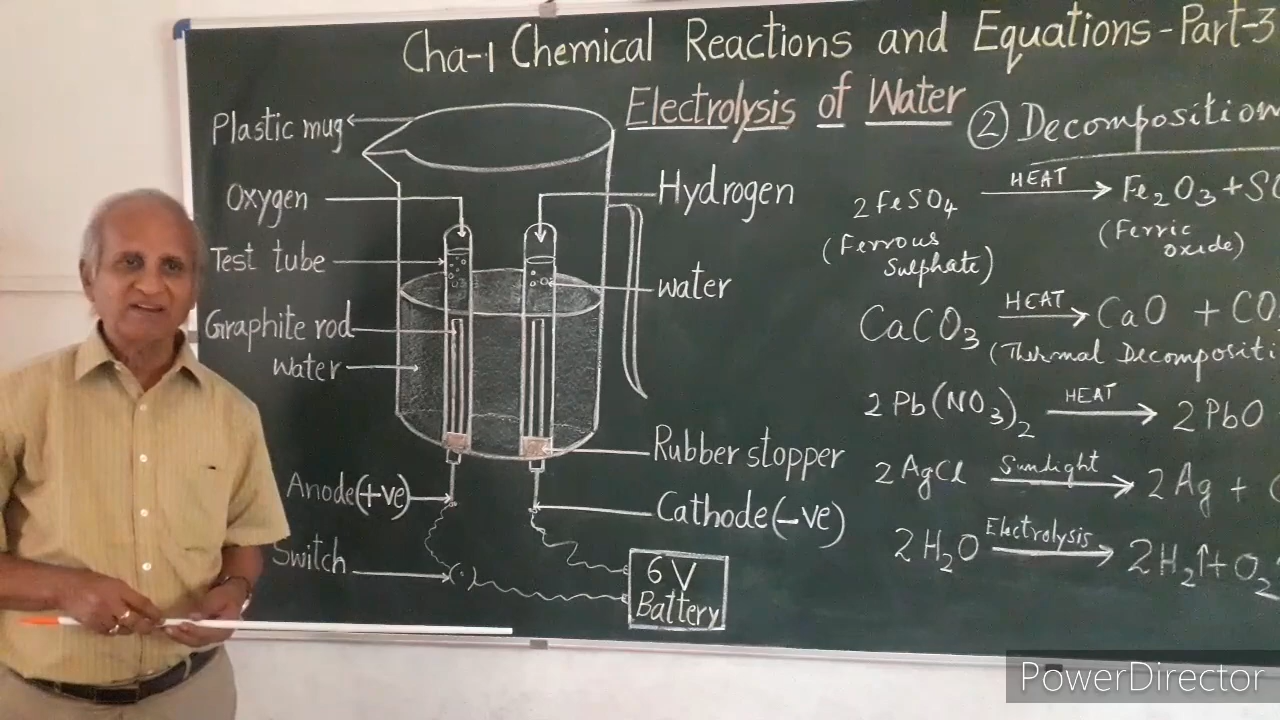 Cha-1 Chemical Reactions and Equations-Part-3
Electrolysis of Water
Plastic mug
Oxygen
Test tube
Graphite rod
water
Anode(+ve)
Switch
Hydrogen
water
Rubber stopper
Cathode(-ve)
6V
Battery
② Decomposition
2FeSO₄ HEAT → Fe₂O₃ + S
(Ferrous Sulphate) (Ferric oxide)
CaCO₃ HEAT → CaO + CO
(Thermal Decompositi
2Pb(NO₃)₂ HEAT → 2PbO
2AgCl Sunlight → 2Ag +
2H₂O Electrolysis → 2H₂↑+ O₂
PowerDirector